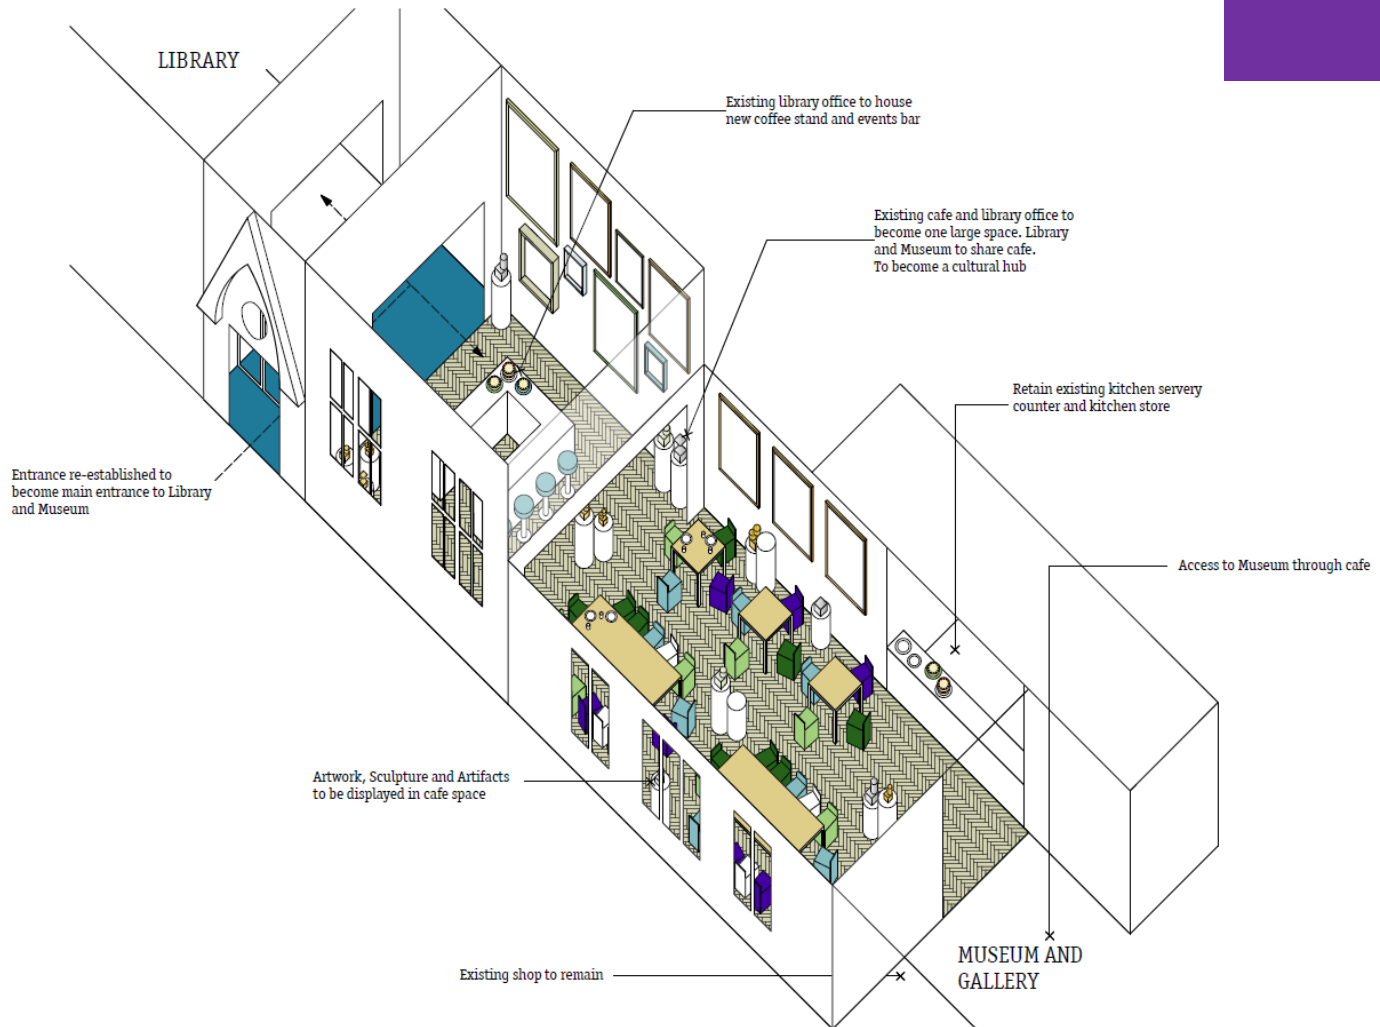 LIBRARY
Existing library office to house
new coffee stand and events bar
Existing cafe and library office to
become one large space. Library
and Museum to share cafe.
To become a cultural hub
Retain existing kitchen servery
counter and kitchen store
Entrance re-established to
become main entrance to Library
and Museum
Access to Museum through cafe
Artwork, Sculpture and Artifacts
to be displayed in cafe space
Existing shop to remain
MUSEUM AND
GALLERY